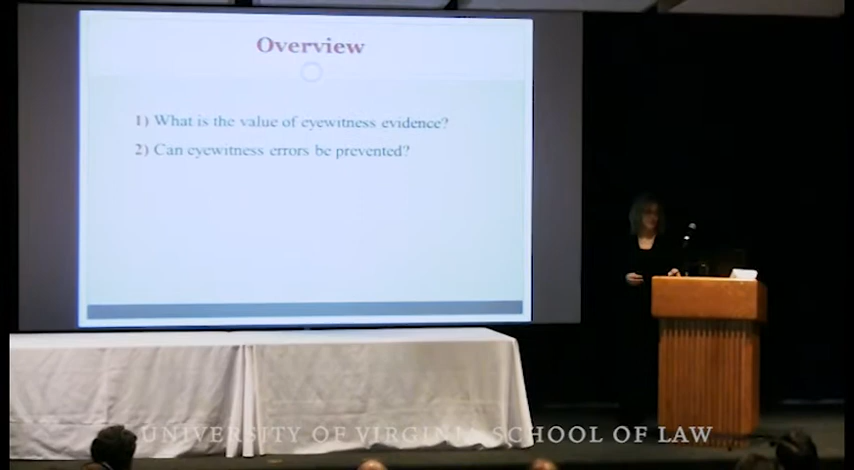 Overview
1) What is the value of eyewitness evidence?
2) Can eyewitness errors be prevented?
UNIVERSITY OF VIRGINIA SCHOOL OF LAW